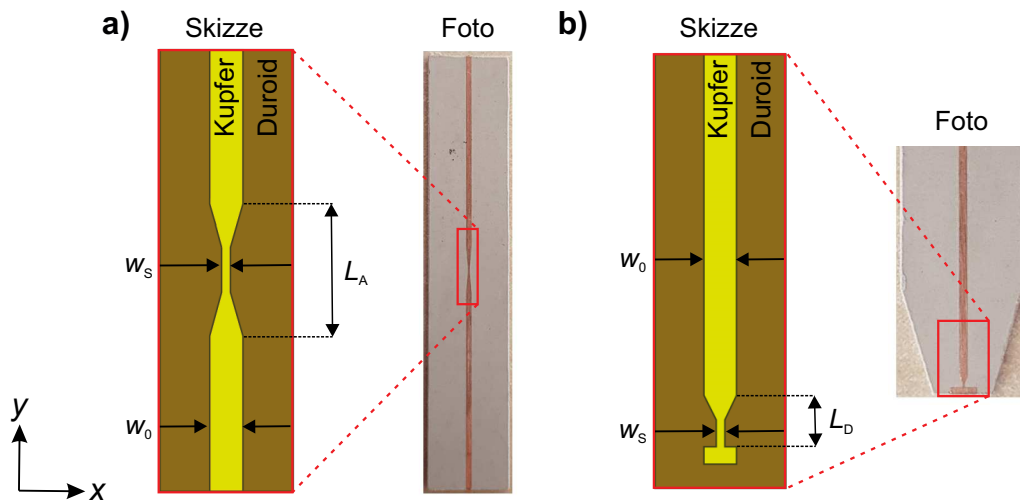 a)
Skizze
Foto
Kupfer
Duroid
wS
LA
w0
y
x
b)
Skizze
Foto
Kupfer
Duroid
w0
LD
wS